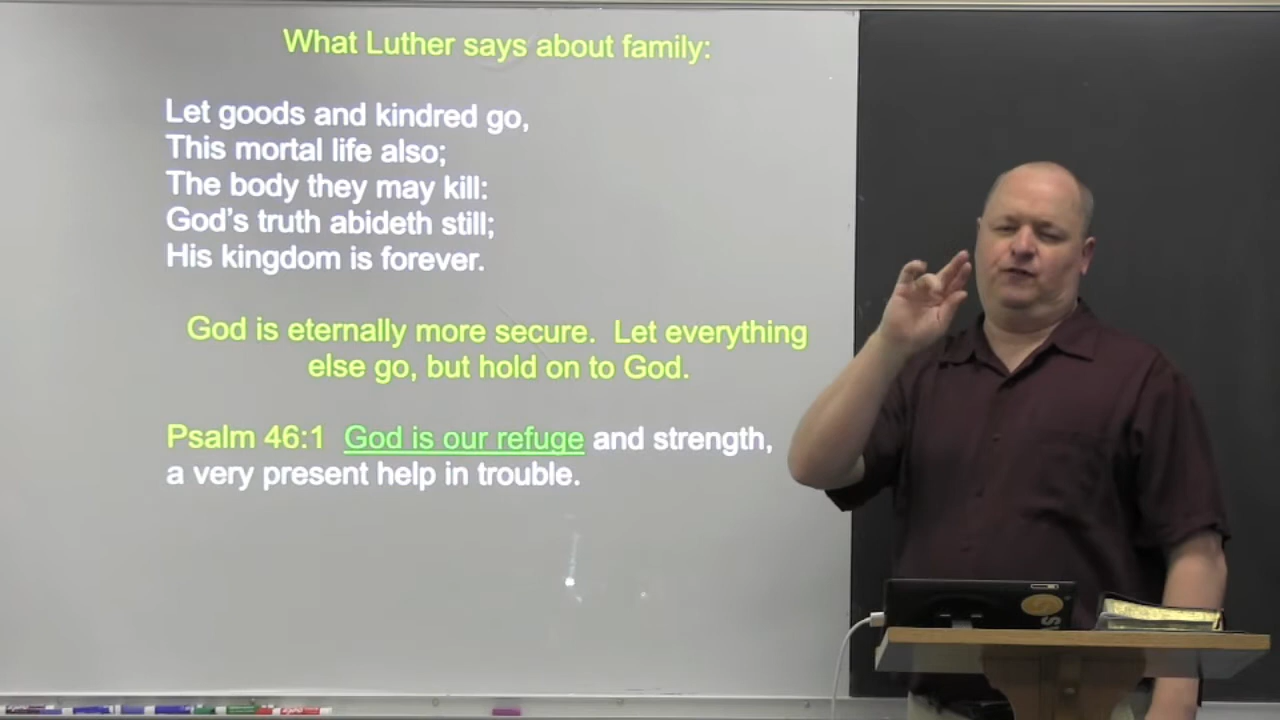 What Luther says about family:
Let goods and kindred go,
This mortal life also;
The body they may kill:
God's truth abideth still;
His kingdom is forever.
God is eternally more secure.  Let everything
else go, but hold on to God.
Psalm 46:1  God is our refuge and strength,
a very present help in trouble.